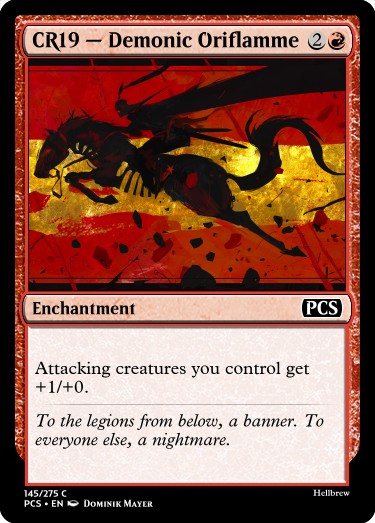 CR19 — Demonic Oriflamme 2
Enchantment PCS
Attacking creatures you control get
+1/+0.
To the legions from below, a banner. To
everyone else, a nightmare.
145/275 C Hellbrew
PCS • EN Dominik Mayer